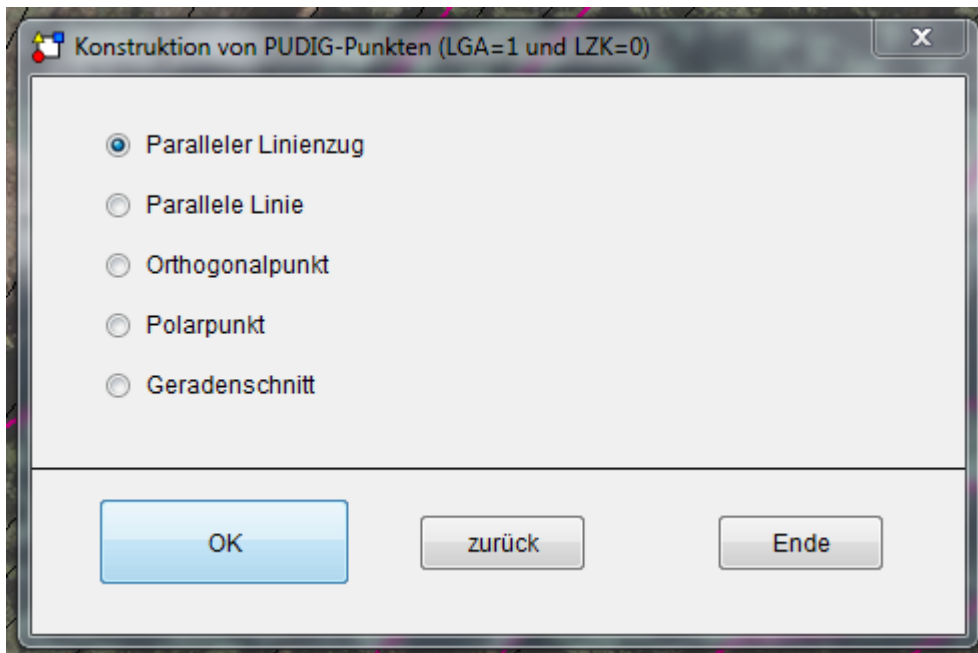 Konstruktion von PUDIG-Punkten (LGA=1 und LZK=0)
Paralleler Linienzug
Parallele Linie
Orthogonalpunkt
Polarpunkt
Geradenschnitt
OK zurück Ende